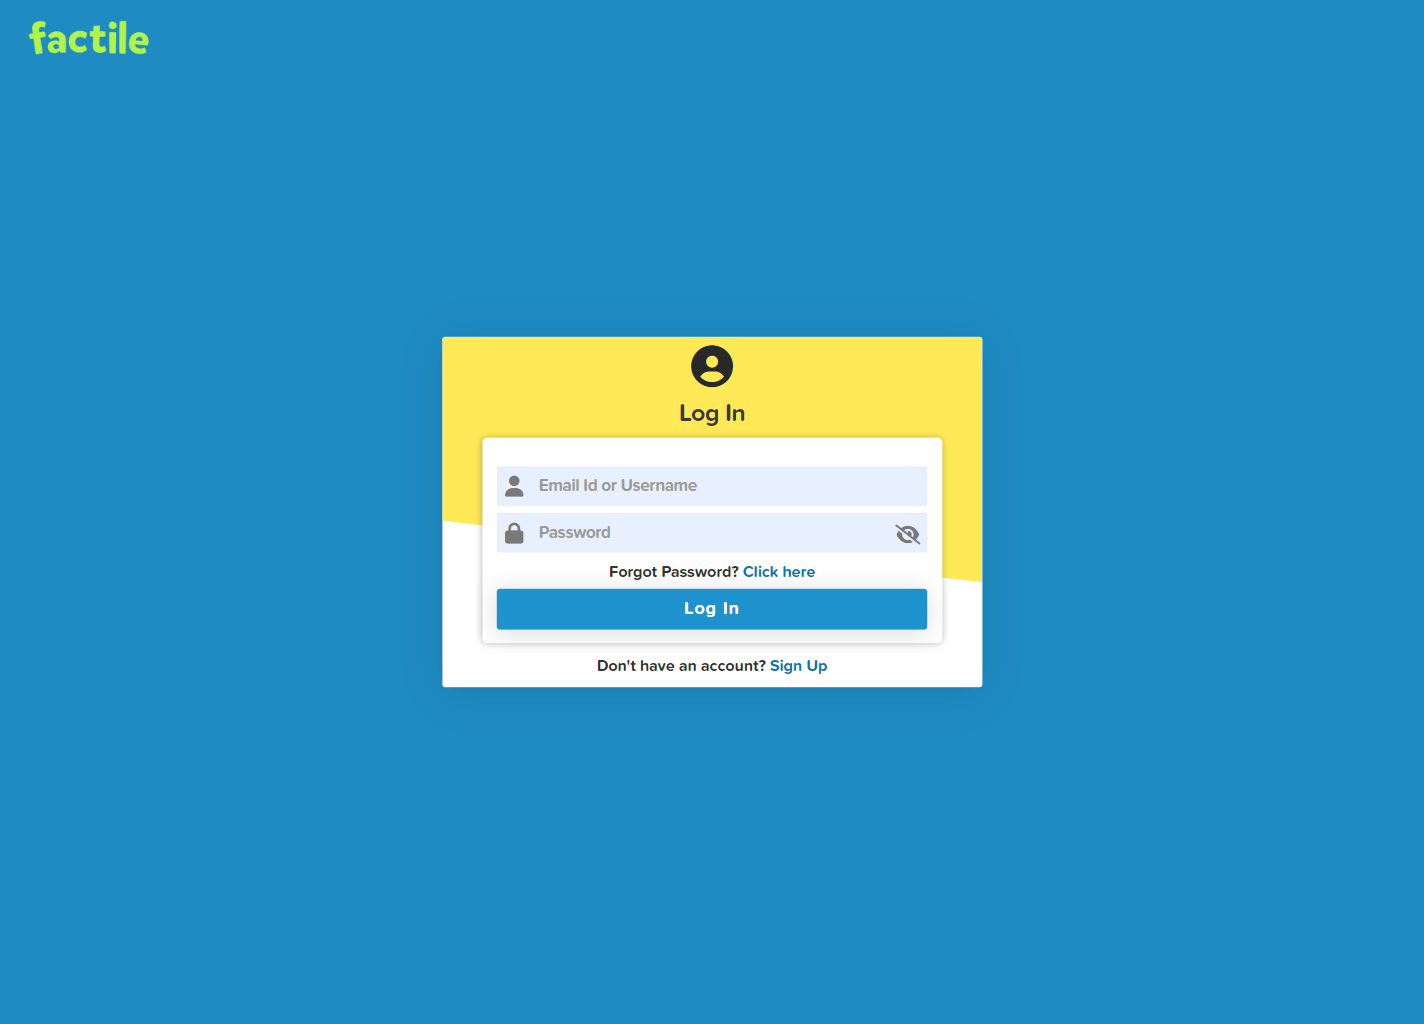 factile
Log In
Email Id or Username
Password
Forgot Password? Click here
Log In
Don't have an account? Sign Up